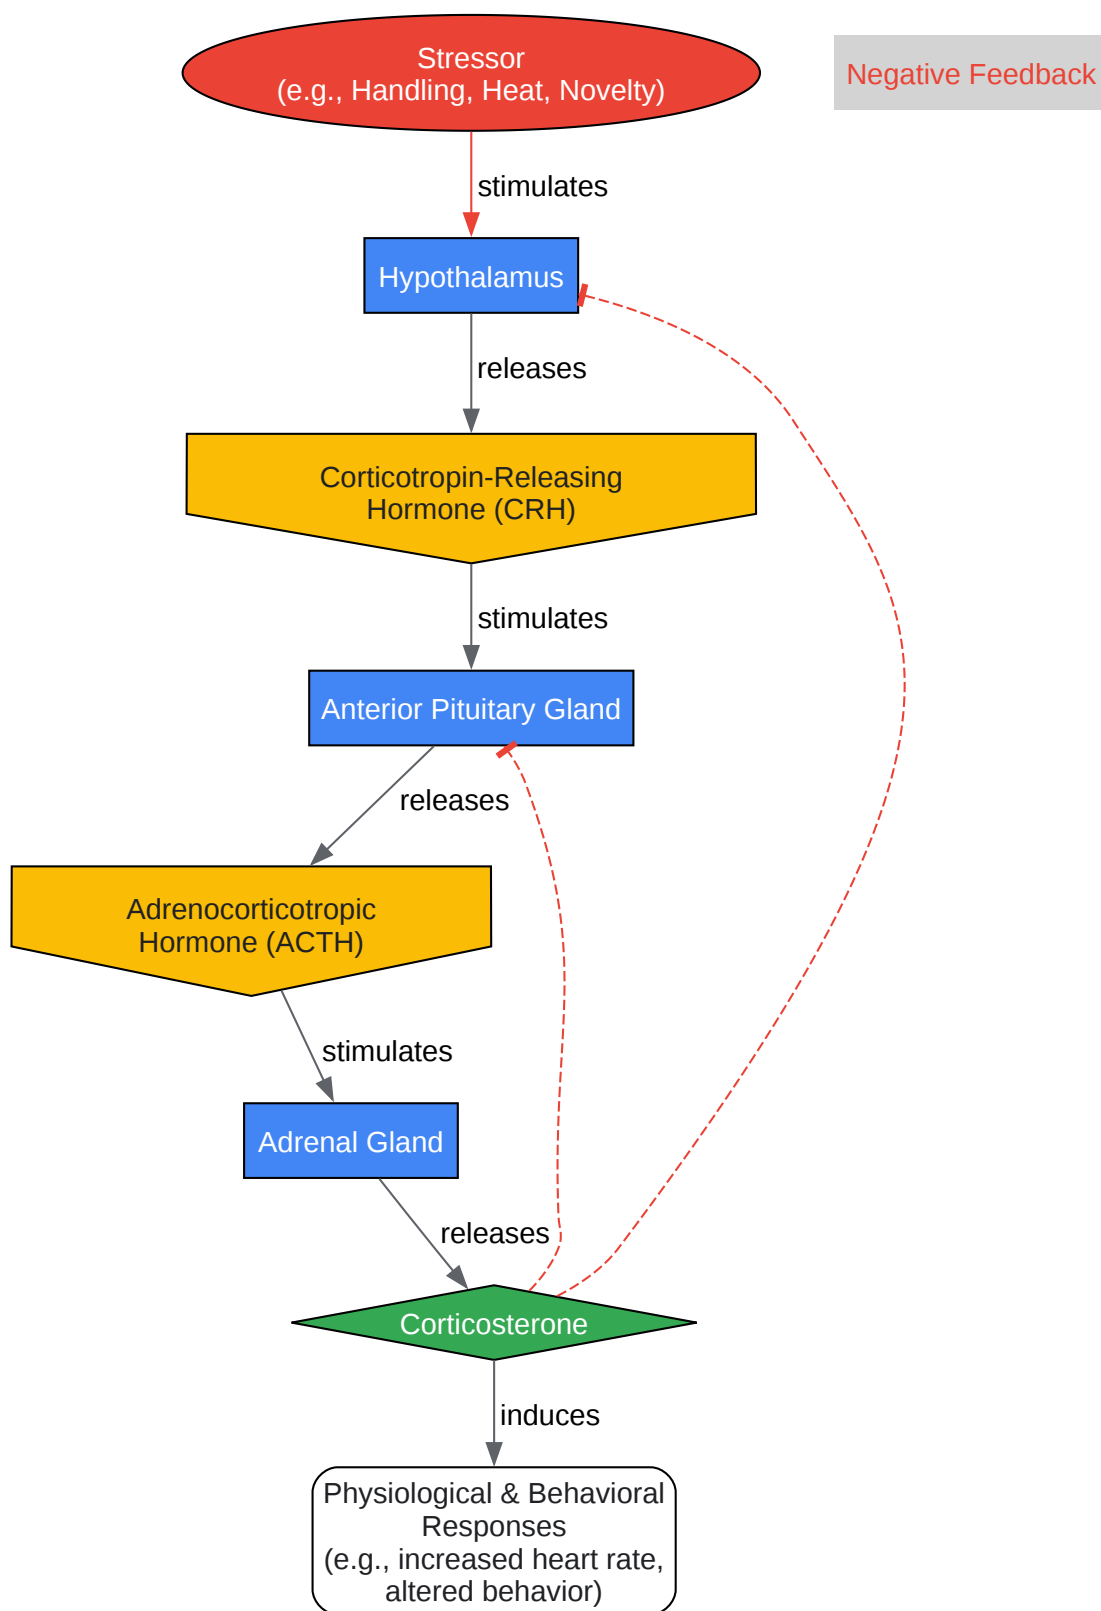 Stressor
(e.g., Handling, Heat, Novelty)
Negative Feedback
stimulates
Hypothalamus
releases
Corticotropin-Releasing
Hormone (CRH)
stimulates
Anterior Pituitary Gland
releases
Adrenocorticotropic
Hormone (ACTH)
stimulates
Adrenal Gland
releases
Corticosterone
induces
Physiological & Behavioral
Responses
(e.g., increased heart rate,
altered behavior)